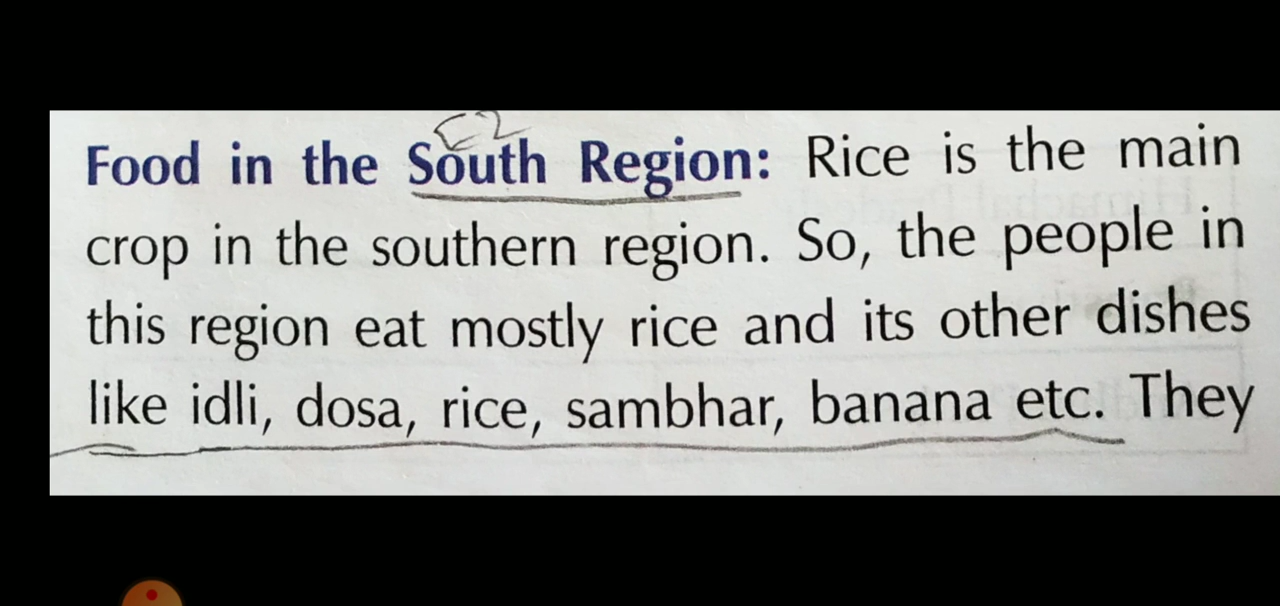 Food in the South Region: Rice is the main
crop in the southern region. So, the people in
this region eat mostly rice and its other dishes
like idli, dosa, rice, sambhar, banana etc. They